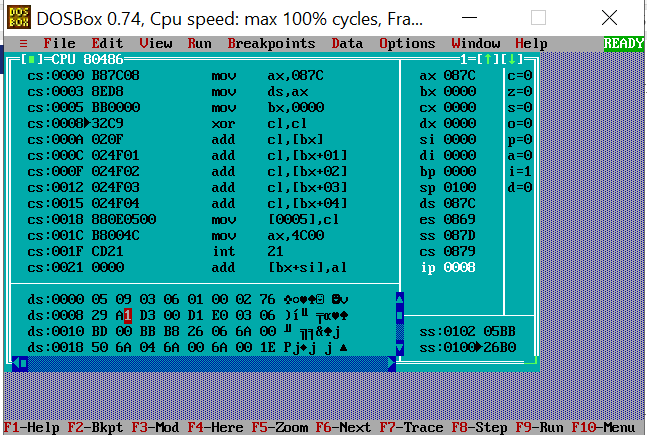 DOSBox 0.74, Cpu speed: max 100% cycles, Fra...
≡ File Edit View Run Breakpoints Data Options Window Help READY
[■]=CPU 80486 1=[↑][↓]
cs:0000 B87C08 mov ax,087C ax 087C c=0
cs:0003 8ED8 mov ds,ax bx 0000 z=0
cs:0005 BB0000 mov bx,0000 cx 0000 s=0
cs:0008►32C9 xor cl,cl dx 0000 o=0
cs:000A 020F add cl,[bx] si 0000 p=0
cs:000C 024F01 add cl,[bx+01] di 0000 a=0
cs:000F 024F02 add cl,[bx+02] bp 0000 i=1
cs:0012 024F03 add cl,[bx+03] sp 0100 d=0
cs:0015 024F04 add cl,[bx+04] ds 087C
cs:0018 880E0500 mov [0005],cl es 0869
cs:001C B8004C mov ax,4C00 ss 087D
cs:001F CD21 int 21 cs 0879
cs:0021 0000 add [bx+si],al ip 0008
ds:0000 05 09 03 06 01 00 02 76 ♣○♥♠☺ ☻v
ds:0008 29 A1 D3 00 D1 E0 03 06 )í╙ ╤α♥♠
ds:0010 BD 00 BB B8 26 06 6A 00 ╜ ╗╕&♠j
ds:0018 50 6A 04 6A 00 6A 00 1E Pj♦j j ▲
ss:0102 05BB
ss:0100►26B0
F1-Help F2-Bkpt F3-Mod F4-Here F5-Zoom F6-Next F7-Trace F8-Step F9-Run F10-Menu